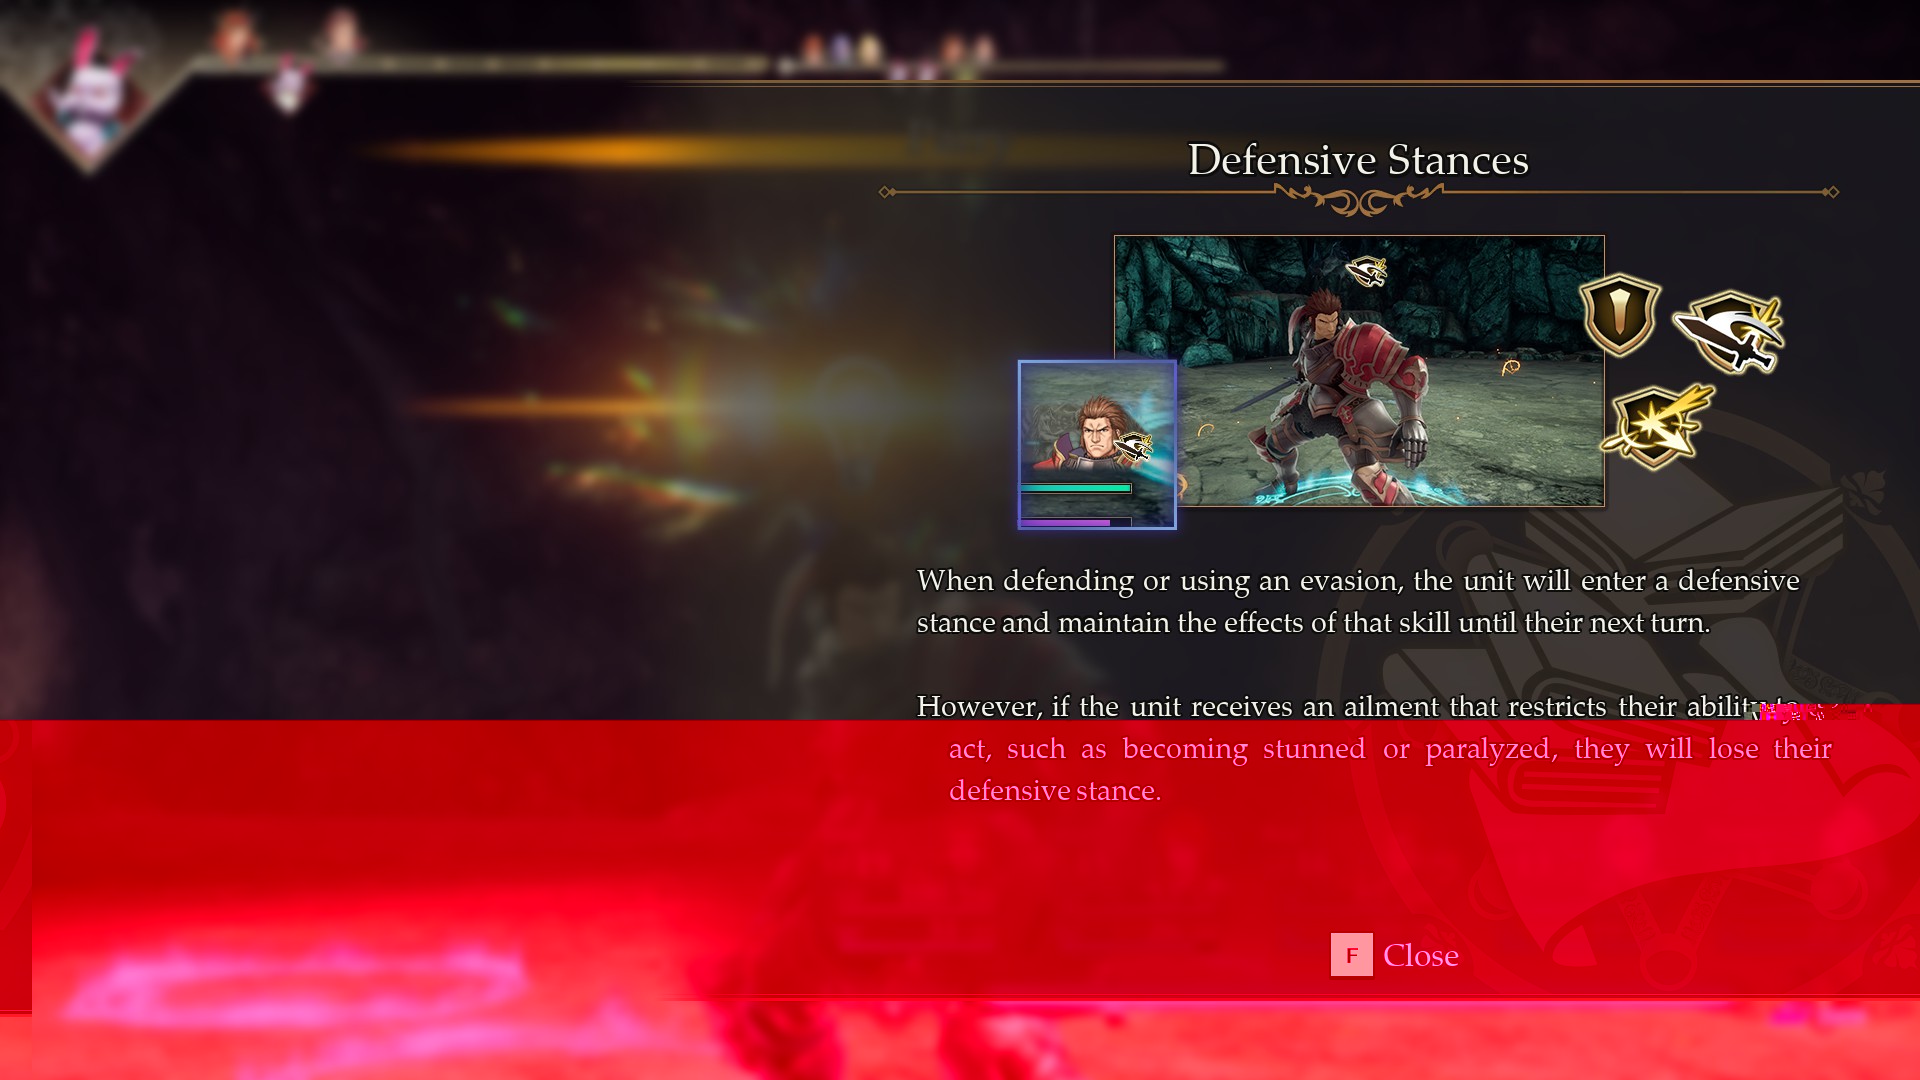 Defensive Stances
When defending or using an evasion, the unit will enter a defensive
stance and maintain the effects of that skill until their next turn.
However, if the unit receives an ailment that restricts their ability to
act, such as becoming stunned or paralyzed, they will lose their
defensive stance.
F Close